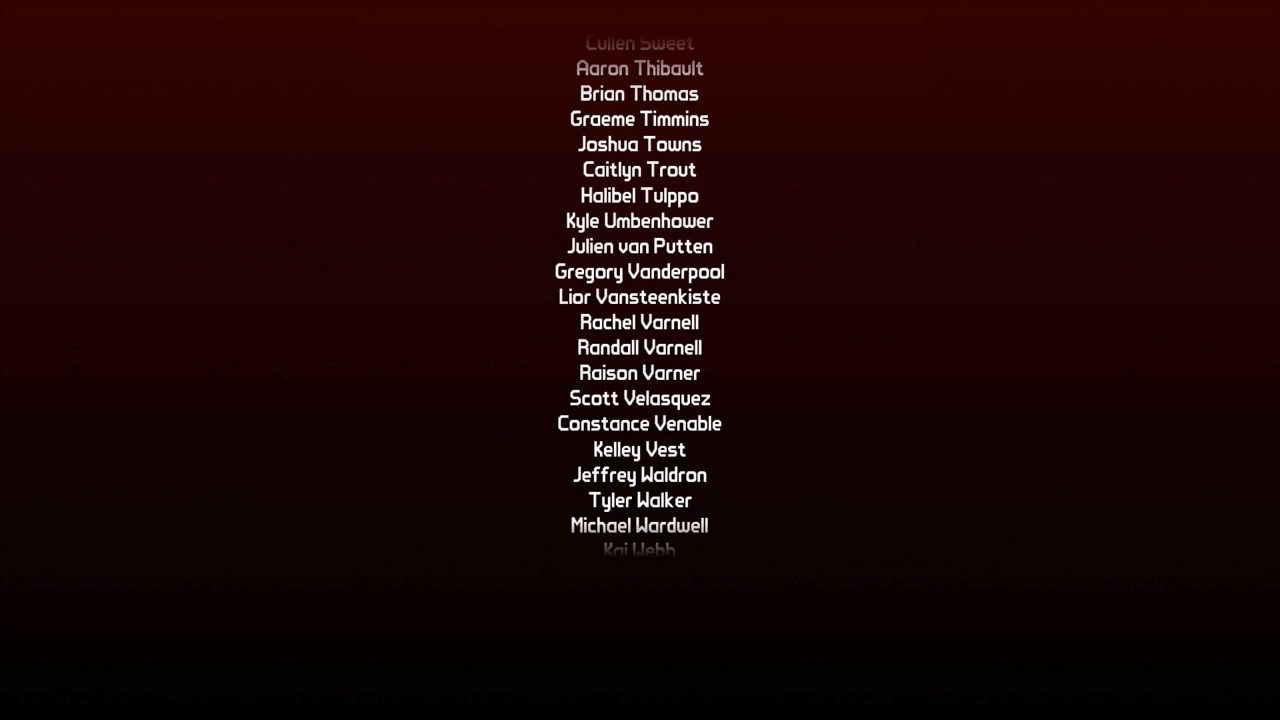 Cullen Sweet
Aaron Thibault
Brian Thomas
Graeme Timmins
Joshua Towns
Caitlyn Trout
Halibel Tulppo
Kyle Umbenhower
Julien van Putten
Gregory Vanderpool
Lior Vansteenkiste
Rachel Varnell
Randall Varnell
Raison Varner
Scott Velasquez
Constance Venable
Kelley Vest
Jeffrey Waldron
Tyler Walker
Michael Wardwell
Kai Webb